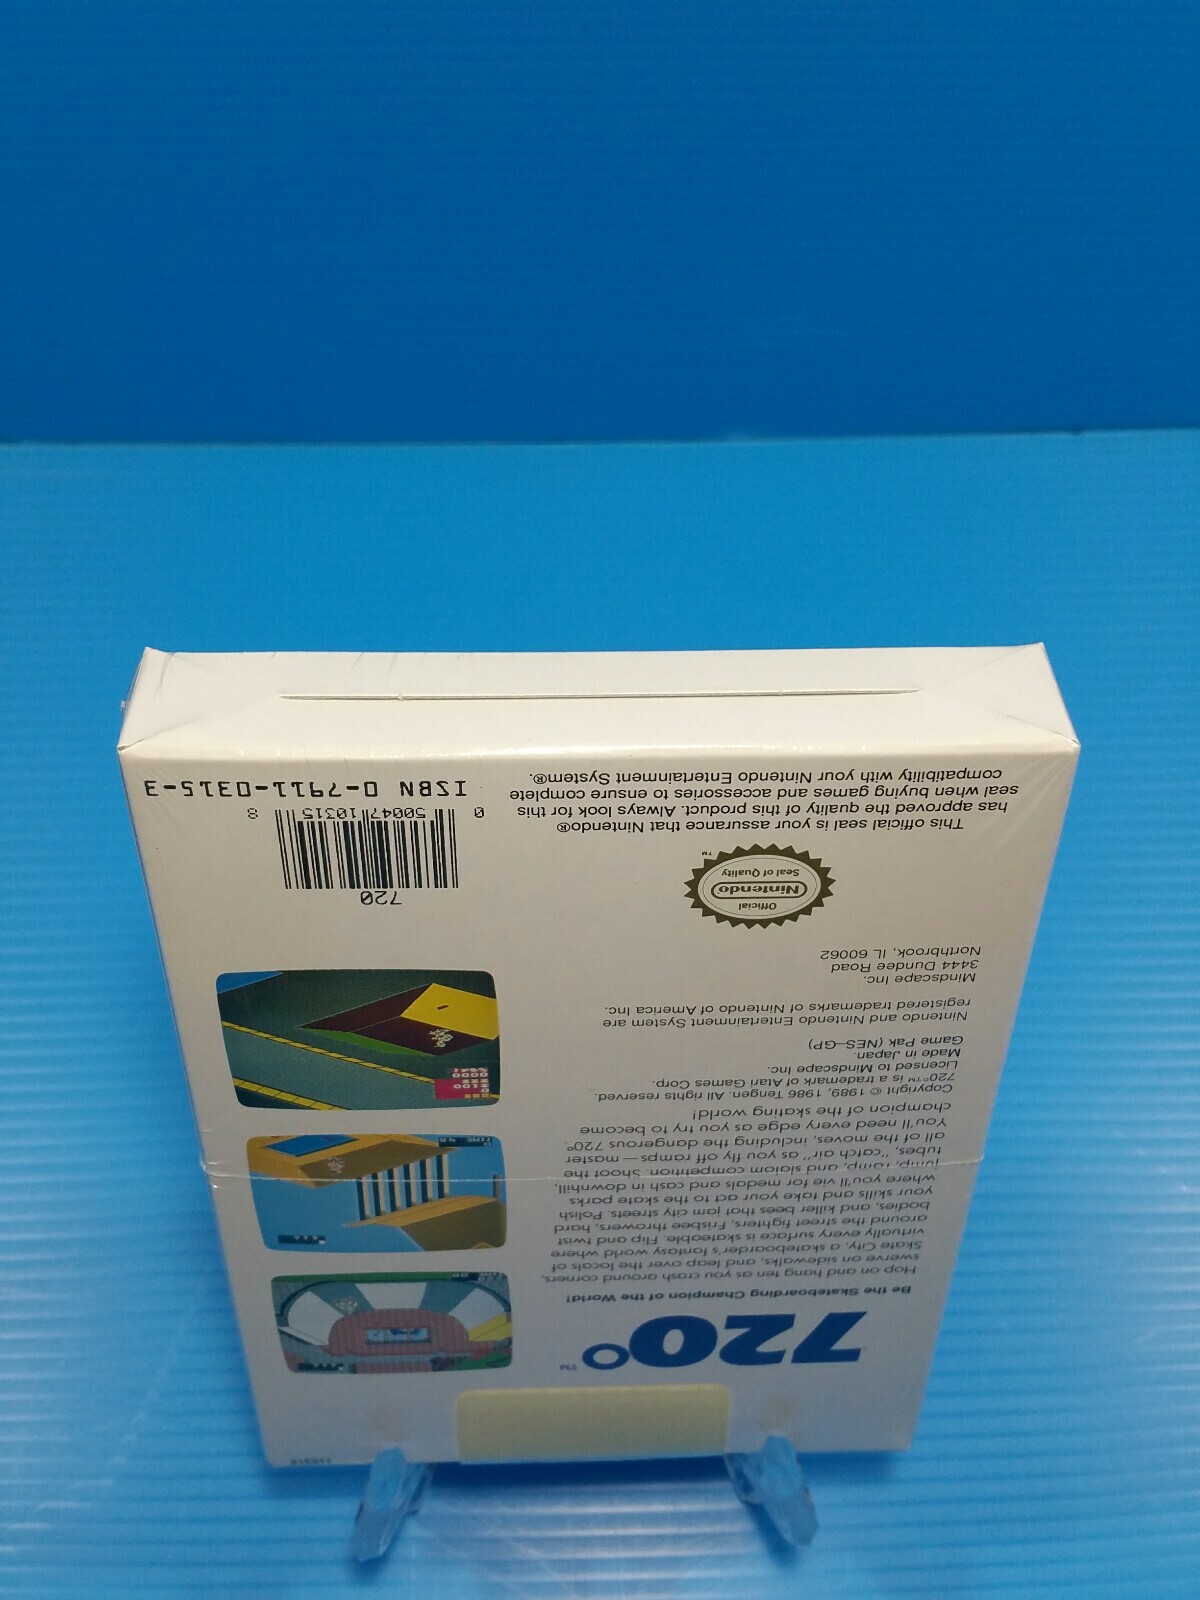 720°™
Be the Skateboarding Champion of the World!
Hop on and hang ten as you crash around corners,
swerve on sidewalks, and leap over the locals of
Skate City, a skateboarder's fantasy world where
virtually every surface is skateable. Flip and twist
around the street fighters, Frisbee throwers, hard
bodies, and killer bees that jam city streets. Polish
your skills and take your act to the skate parks
where you'll vie for medals and cash in downhill,
jump, ramp, and slalom competition. Shoot the
tubes, "catch air" as you fly off ramps—master
all of the moves, including the dangerous 720°.
You'll need every edge as you try to become
champion of the skating world!
Copyright © 1989, 1986 Tengen. All rights reserved.
720°™ is a trademark of Atari Games Corp.
Licensed to Mindscape Inc.
Made in Japan.
Game Pak (NES-GP)
Nintendo and Nintendo Entertainment System are
registered trademarks of Nintendo of America Inc.
Mindscape Inc.
3444 Dundee Road
Northbrook, IL 60062
Official
Nintendo
Seal of Quality
™
This official seal is your assurance that Nintendo®
has approved the quality of this product. Always look for this
seal when buying games and accessories to ensure complete
compatibility with your Nintendo Entertainment System®.
720
0 50047 10315 8
ISBN 0-7911-0315-3